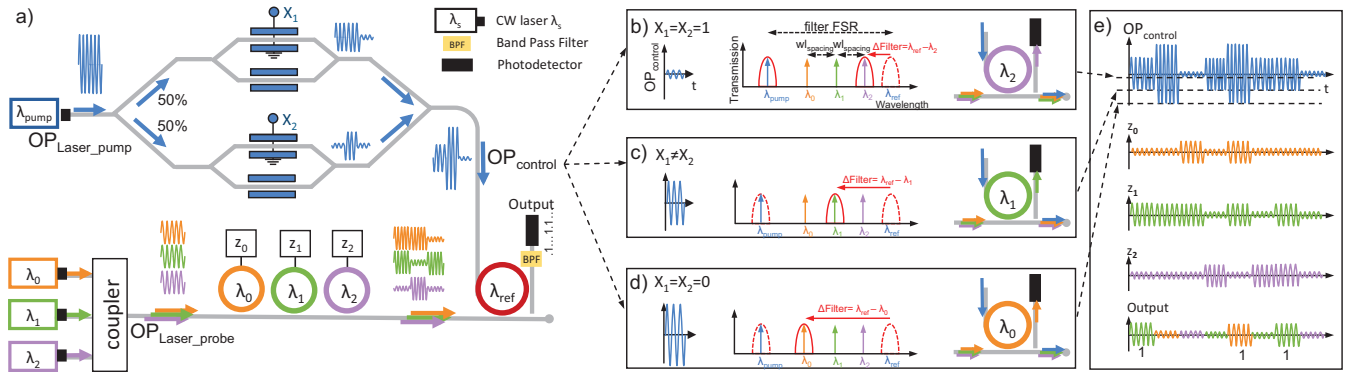 a)
X1
λs
CW laser λs
BPF
Band Pass Filter
Photodetector
λpump
50%
50%
OPLaser_pump
X2
OPcontrol
Output
1...1.1...
BPF
z0
z1
z2
λ0
λ1
λ2
λref
λ0
λ1
λ2
coupler
OPLaser_probe
b)
X1=X2=1
OPcontrol
t
Transmission
filter FSR
wlspacing
wlspacing
ΔFilter=λref−λ2
λpump
λ0
λ1
λ2
λref
Wavelength
λ2
c)
X1≠X2
ΔFilter= λref − λ1
λpump
λ0
λ1
λ2
λref
λ1
d)
X1=X2=0
ΔFilter= λref − λ0
λpump
λ0
λ1
λ2
λref
λ0
e)
OPcontrol
t
z0
z1
z2
Output
1
1
1